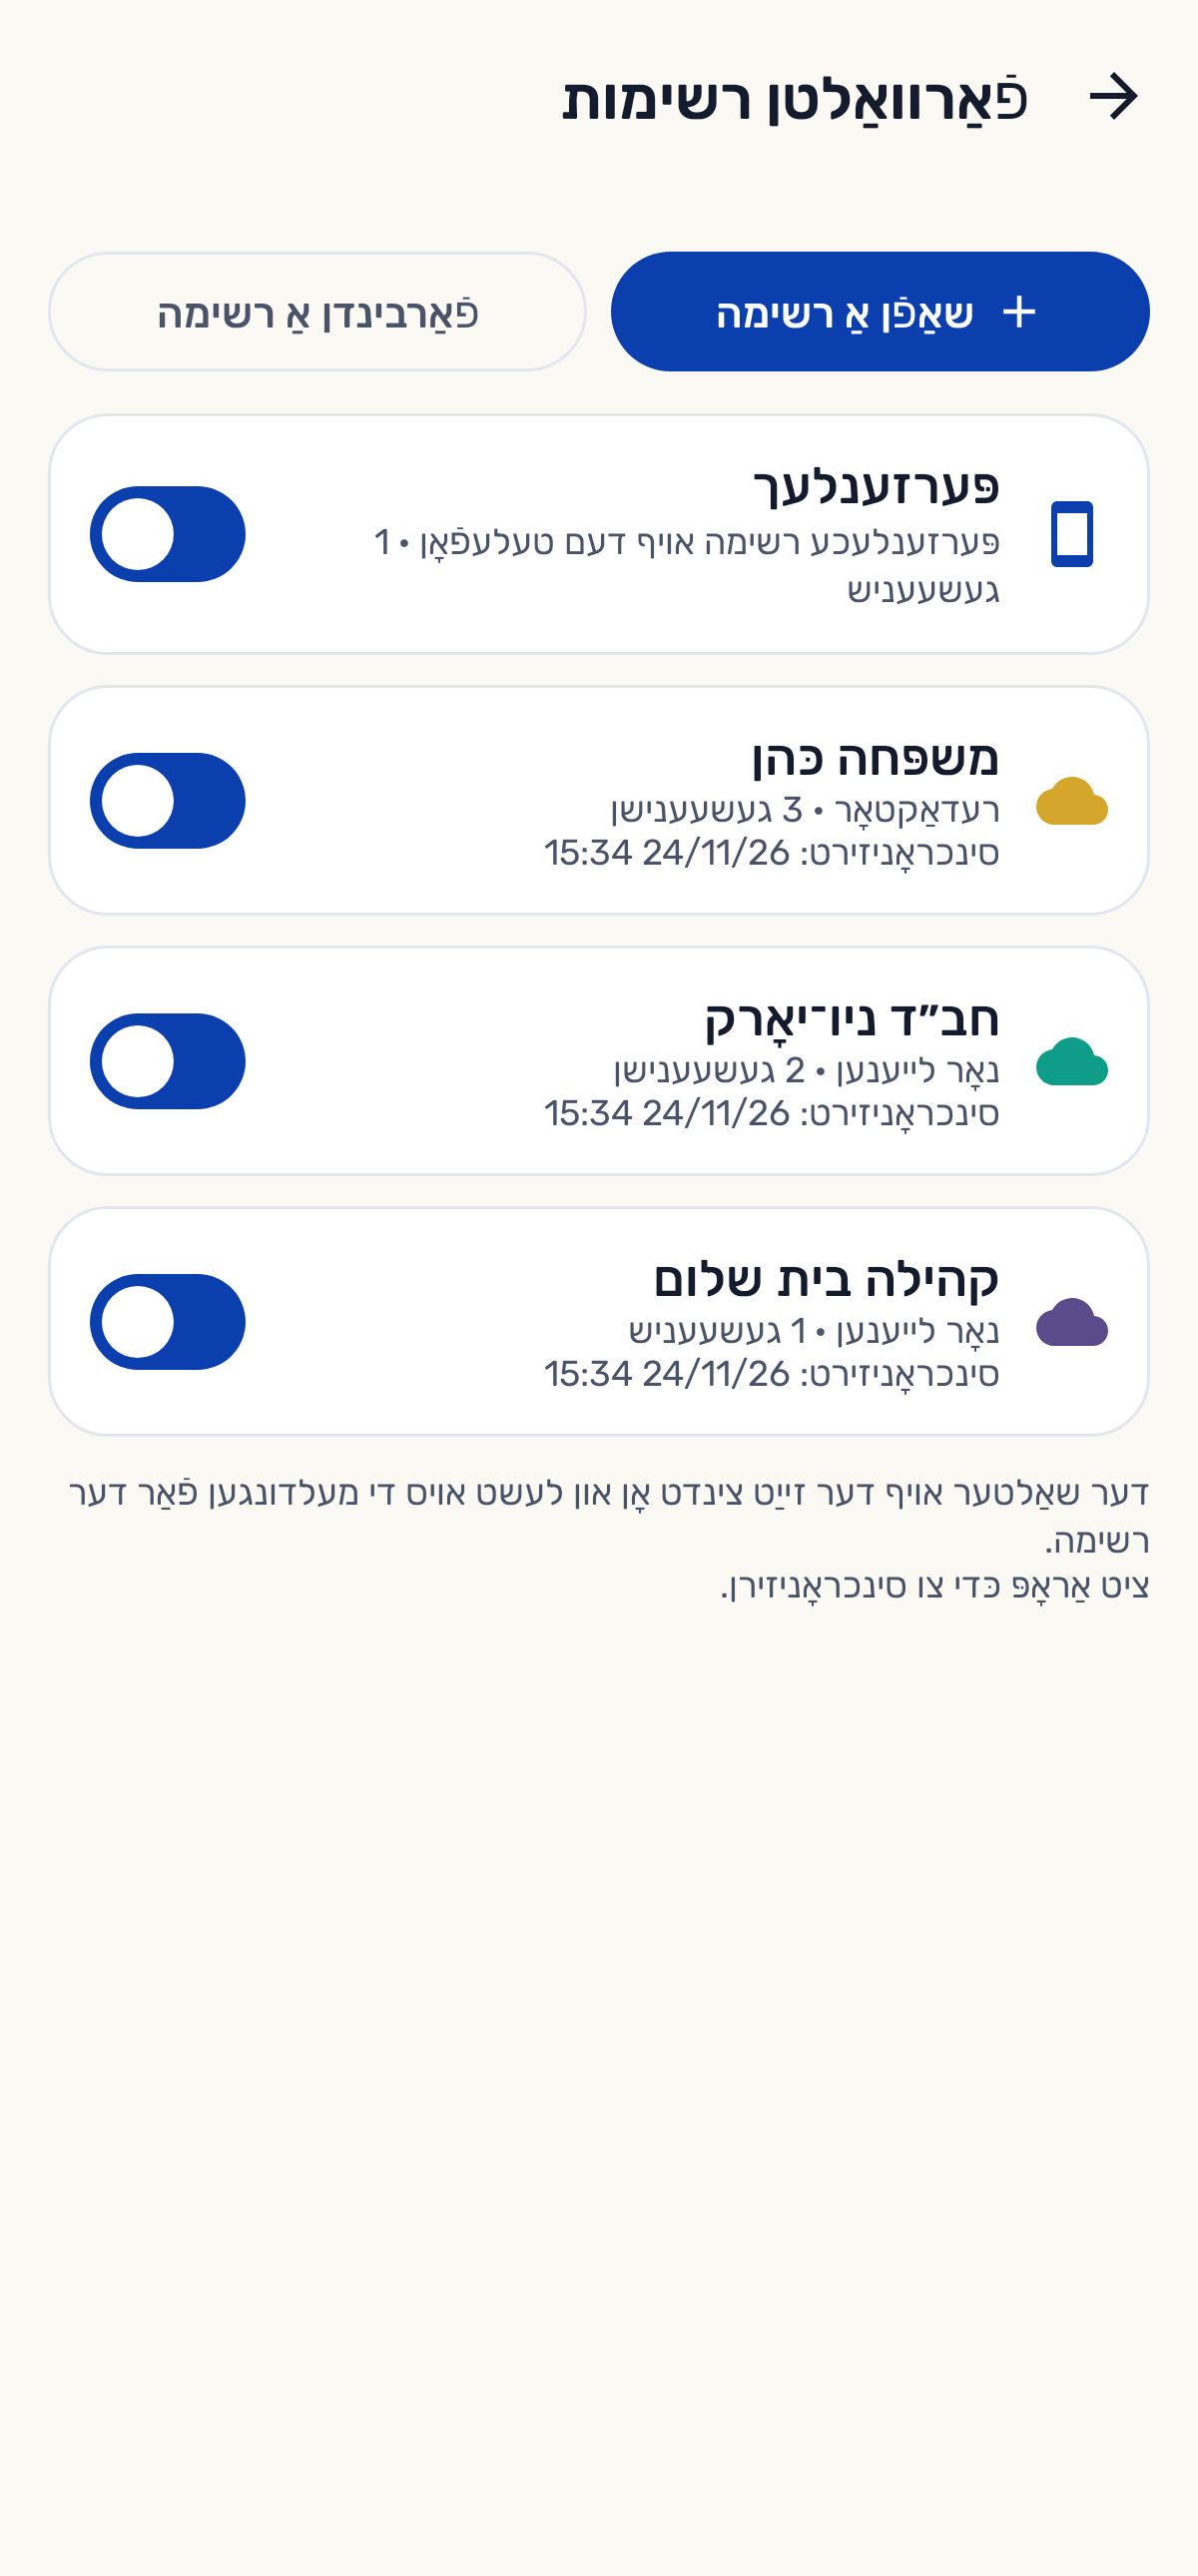 פֿאַרוואַלטן רשימות
שאַפֿן אַ רשימה
פֿאַרבינדן אַ רשימה
פּערזענלעך
פּערזענלעכע רשימה אויף דעם טעלעפֿאָן • 1
געשעעניש
משפּחה כּהן
רעדאַקטאָר • 3 געשעענישן
סינכראָניזירט: 24/11/26 15:34
חב״ד ניו־יאָרק
נאָר לייענען • 2 געשעענישן
סינכראָניזירט: 24/11/26 15:34
קהילה בית שלום
נאָר לייענען • 1 געשעעניש
סינכראָניזירט: 24/11/26 15:34
דער שאַלטער אויף דער זייַט צינדט אָן און לעשט אויס די מעלדונגען פֿאַר דער
רשימה.
ציט אַראָפּ כּדי צו סינכראָניזירן.